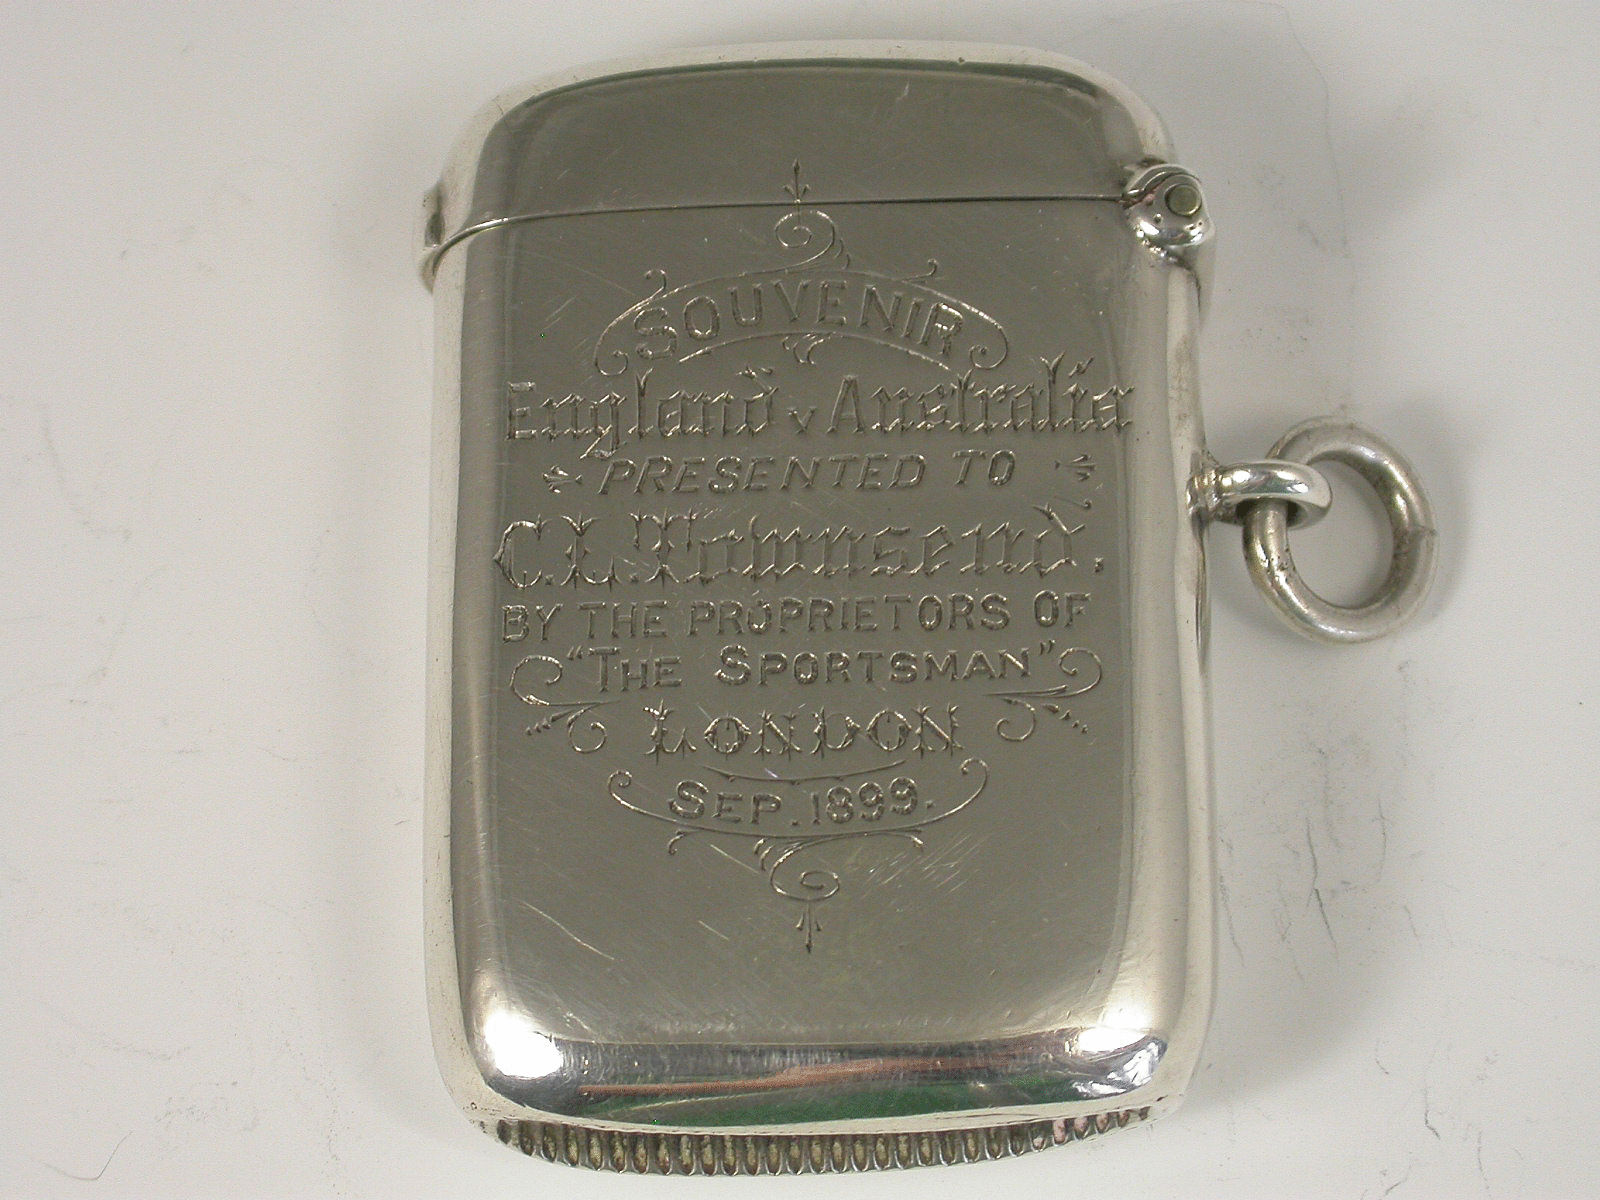 SOUVENIR
England v Australia
PRESENTED TO
C.L. Townsend.
BY THE PROPRIETORS OF
"THE SPORTSMAN"
LONDON
SEP. 1899.